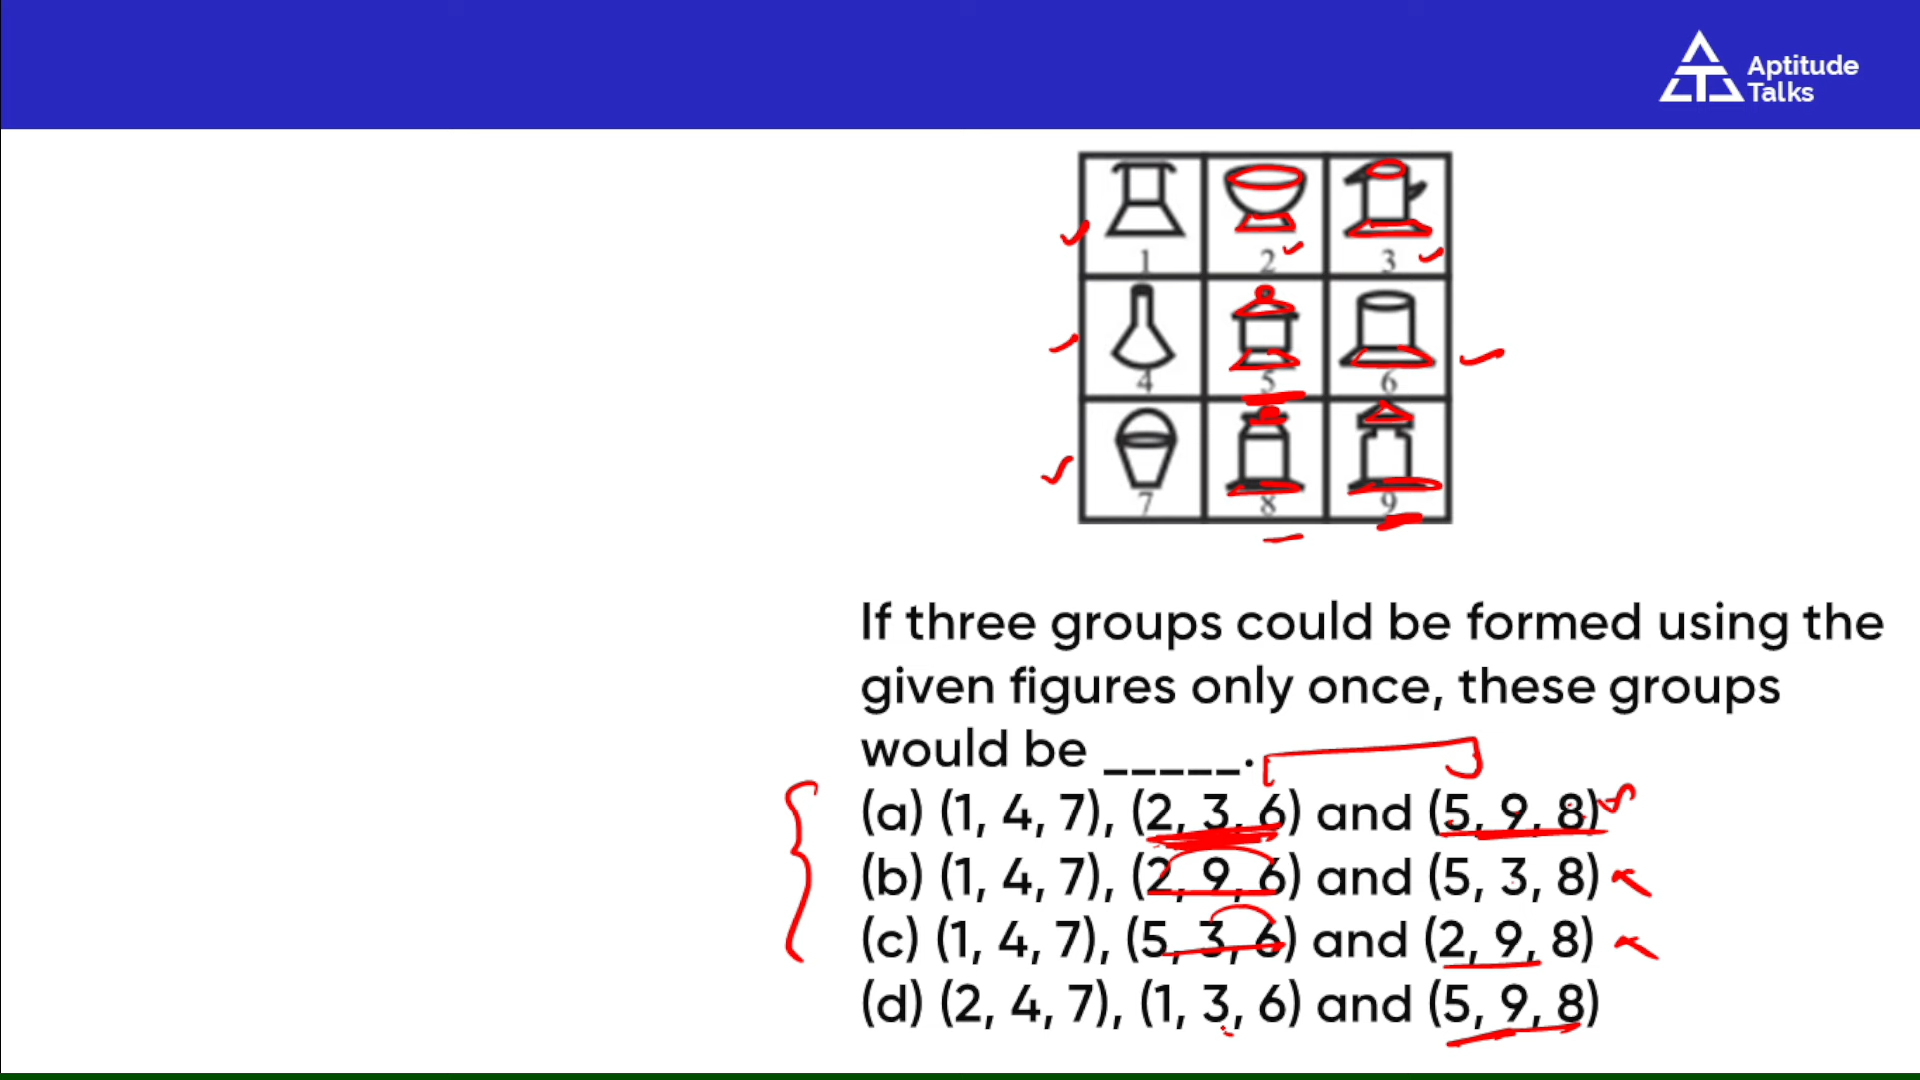 Aptitude
Talks
1 2 3
4 5 6
7 8 9
If three groups could be formed using the
given figures only once, these groups
would be _____.
(a) (1, 4, 7), (2, 3, 6) and (5, 9, 8)
(b) (1, 4, 7), (2, 9, 6) and (5, 3, 8)
(c) (1, 4, 7), (5, 3, 6) and (2, 9, 8)
(d) (2, 4, 7), (1, 3, 6) and (5, 9, 8)